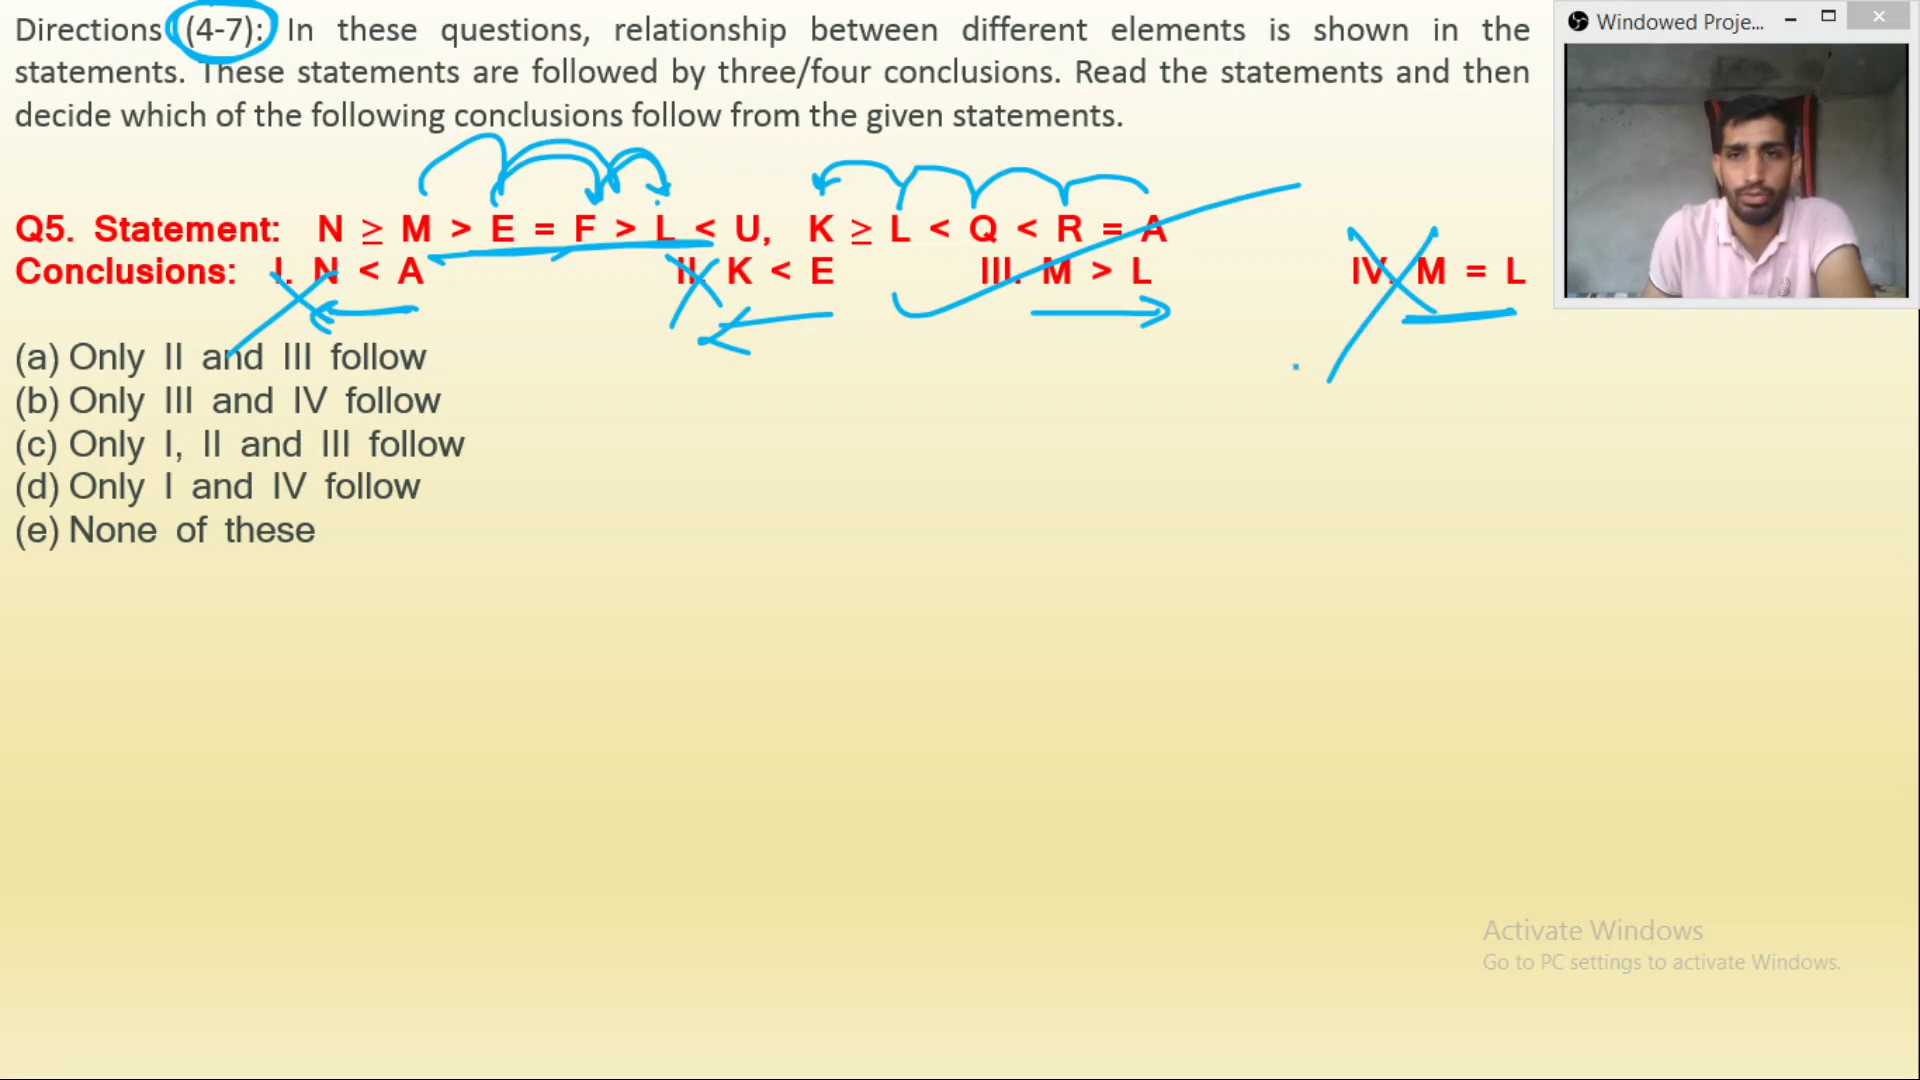 Directions (4-7): In these questions, relationship between different elements is shown in the
statements. These statements are followed by three/four conclusions. Read the statements and then
decide which of the following conclusions follow from the given statements.
Q5. Statement: N ≥ M > E = F > L < U, K ≥ L < Q < R = A
Conclusions: I. N < A II. K < E III. M > L IV. M = L
(a) Only II and III follow
(b) Only III and IV follow
(c) Only I, II and III follow
(d) Only I and IV follow
(e) None of these
Windowed Proje...
Activate Windows
Go to PC settings to activate Windows.